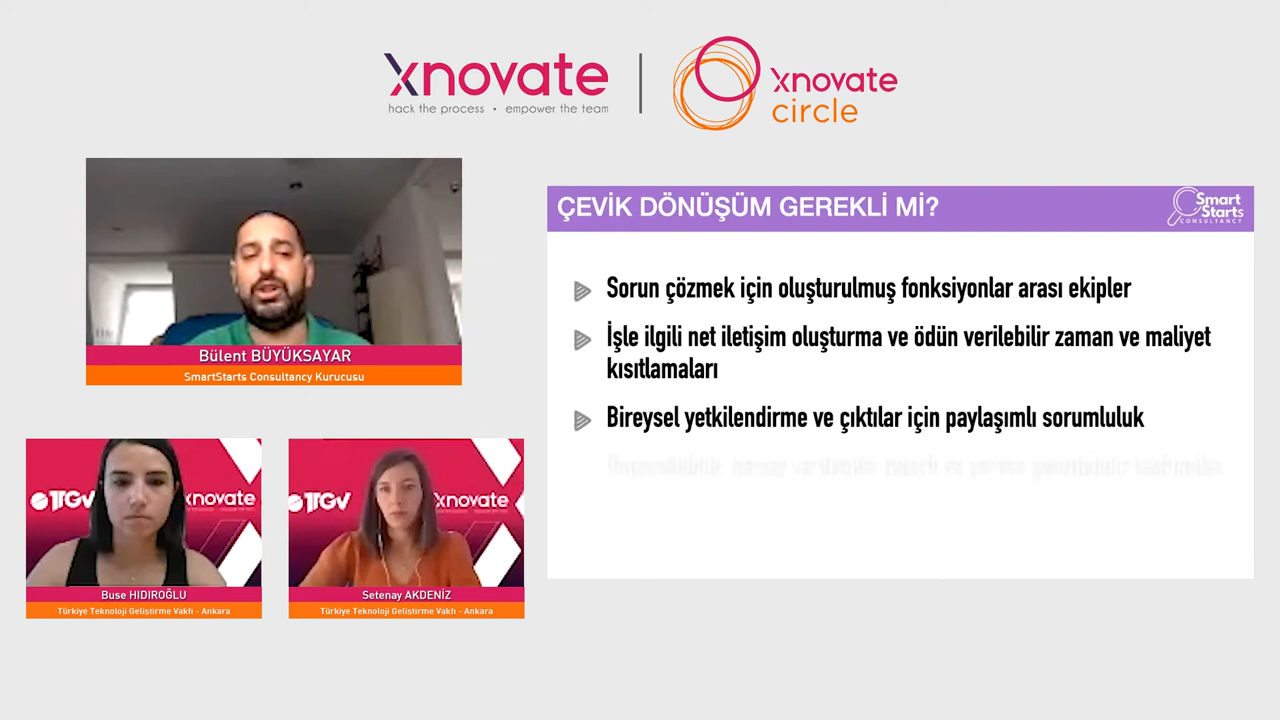 xnovate
hack the process • empower the team
xnovate
circle
Bülent BÜYÜKSAYAR
SmartStarts Consultancy Kurucusu
ÇEVİK DÖNÜŞÜM GEREKLİ Mİ?
Smart
Starts
CONSULTANCY
Sorun çözmek için oluşturulmuş fonksiyonlar arası ekipler
İşle ilgili net iletişim oluşturma ve ödün verilebilir zaman ve maliyet
kısıtlamaları
Bireysel yetkilendirme ve çıktılar için paylaşımlı sorumluluk
TTGV xnovate
Buse HIDIROĞLU
Türkiye Teknoloji Geliştirme Vakfı - Ankara
TTGV xnovate
Setenay AKDENİZ
Türkiye Teknoloji Geliştirme Vakfı - Ankara